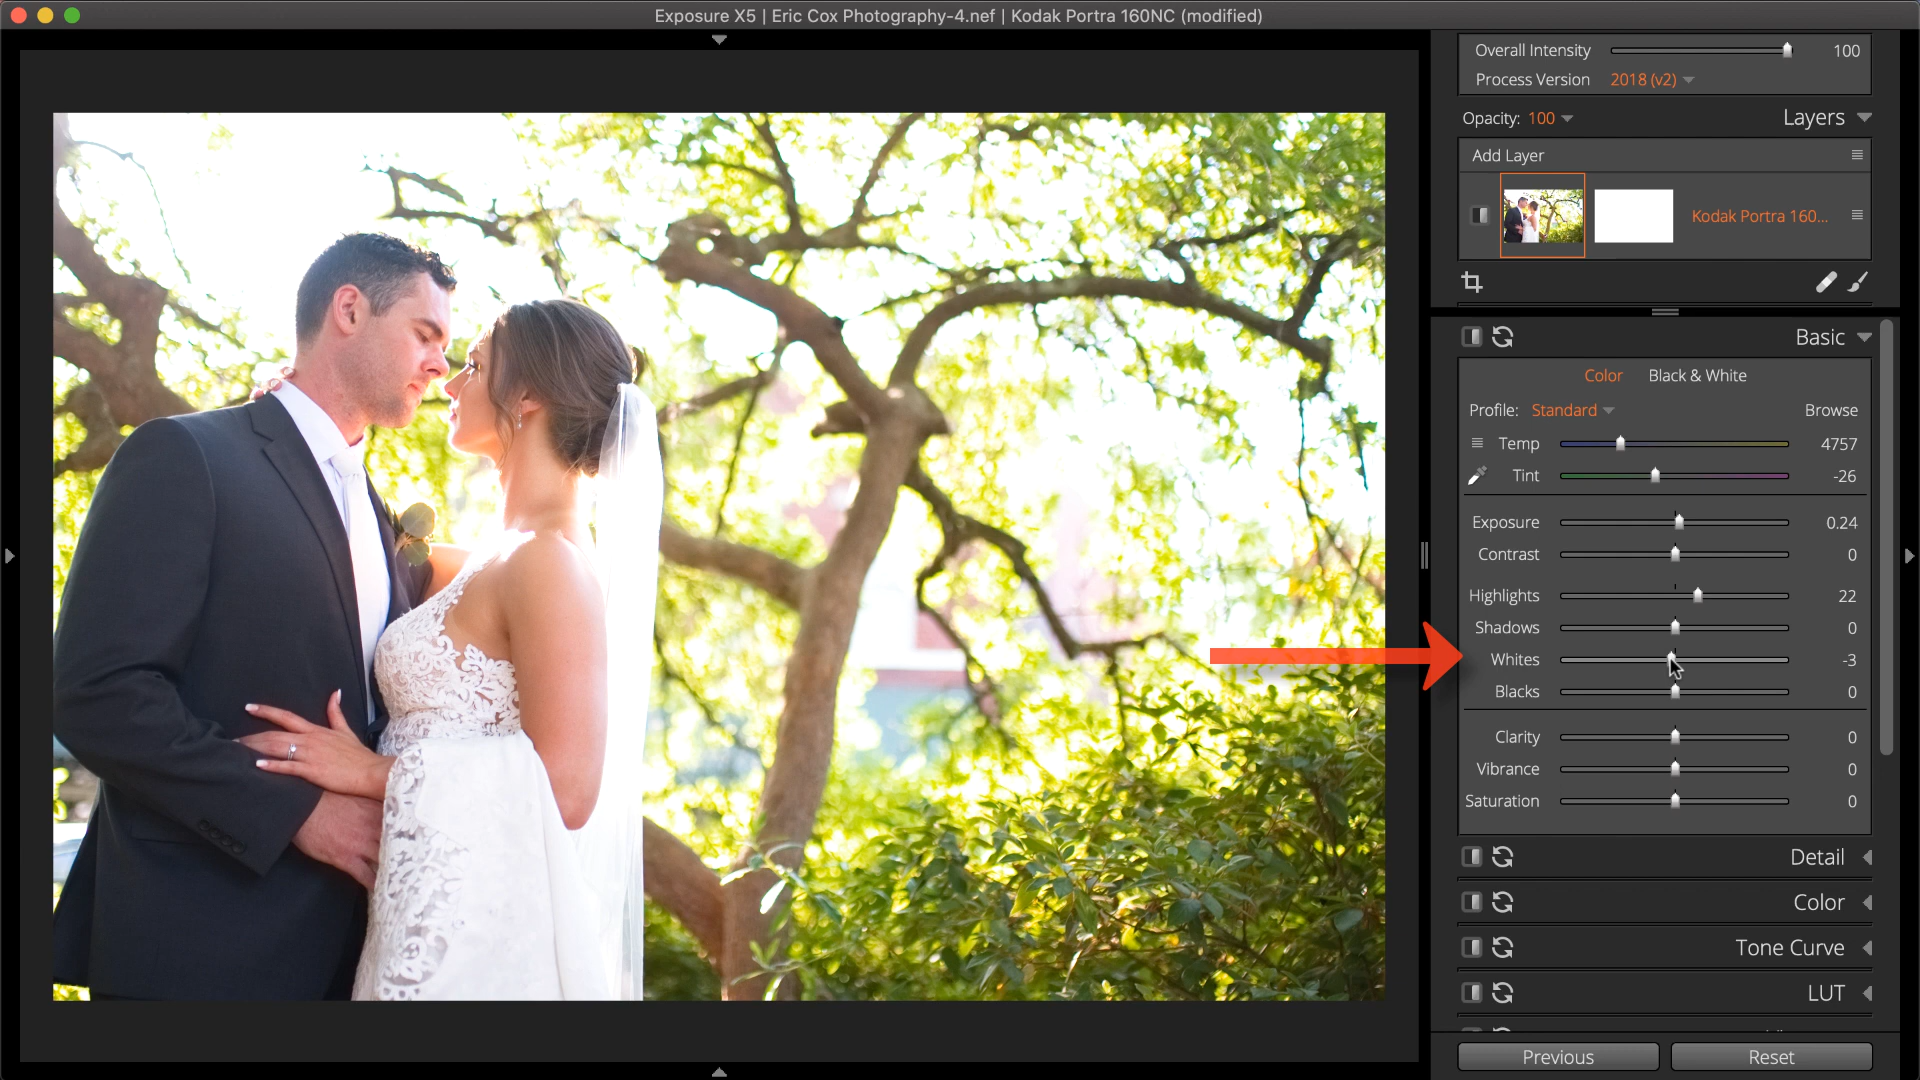 Exposure X5 | Eric Cox Photography-4.nef | Kodak Portra 160NC (modified)
Overall Intensity 100
Process Version 2018 (v2)
Opacity: 100 Layers
Add Layer
Kodak Portra 160...
Basic
Color Black & White
Profile: Standard Browse
Temp 4757
Tint -26
Exposure 0.24
Contrast 0
Highlights 22
Shadows 0
Whites -3
Blacks 0
Clarity 0
Vibrance 0
Saturation 0
Detail
Color
Tone Curve
LUT
Previous Reset